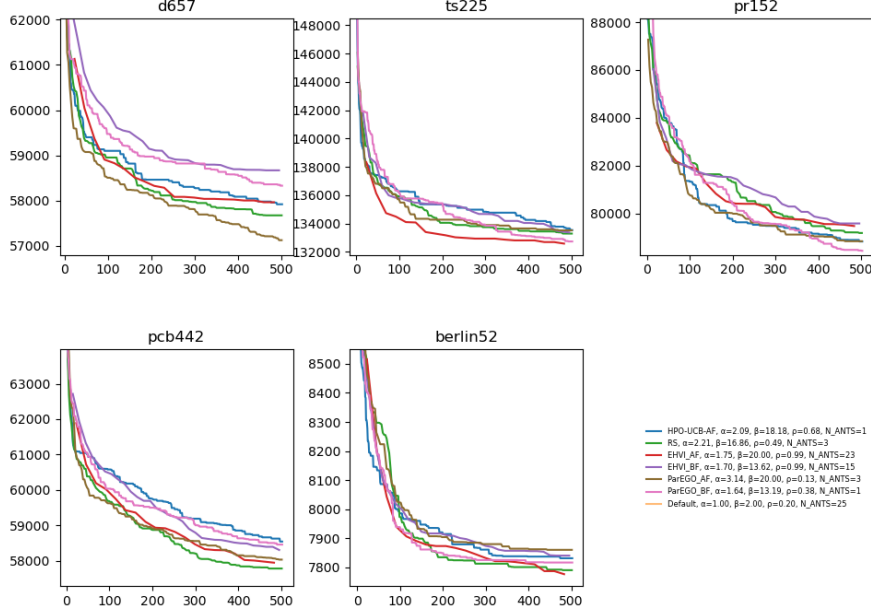 d657
62000
61000
60000
59000
58000
57000
0 100 200 300 400 500
ts225
148000
146000
144000
142000
140000
138000
136000
134000
132000
0 100 200 300 400 500
pr152
88000
86000
84000
82000
80000
0 100 200 300 400 500
pcb442
63000
62000
61000
60000
59000
58000
0 100 200 300 400 500
berlin52
8500
8400
8300
8200
8100
8000
7900
7800
0 100 200 300 400 500
HPO-UCB-AF, α=2.09, β=18.18, ρ=0.68, N_ANTS=1
RS, α=2.21, β=16.86, ρ=0.49, N_ANTS=3
EHVI_AF, α=1.75, β=20.00, ρ=0.99, N_ANTS=23
EHVI_BF, α=1.70, β=13.62, ρ=0.99, N_ANTS=15
ParEGO_AF, α=3.14, β=20.00, ρ=0.13, N_ANTS=3
ParEGO_BF, α=1.64, β=13.19, ρ=0.38, N_ANTS=1
Default, α=1.00, β=2.00, ρ=0.20, N_ANTS=25